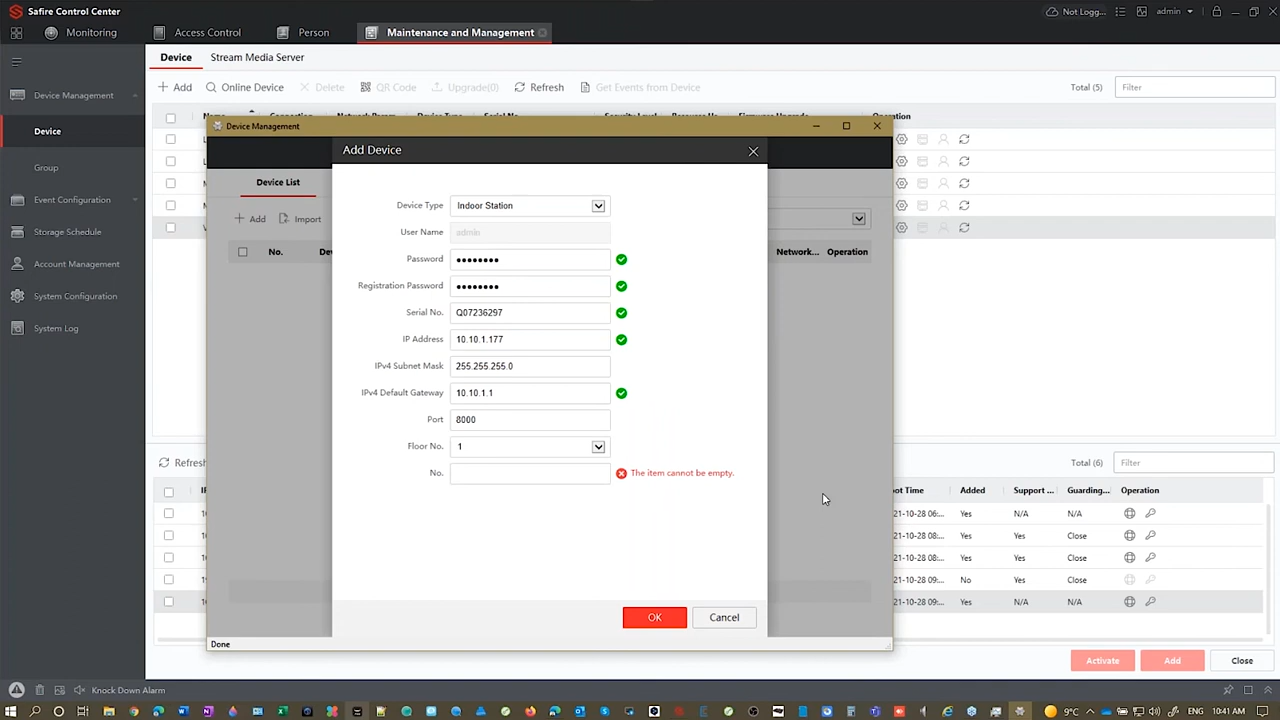 Safire Control Center
Not Logg...
admin
Monitoring
Access Control
Person
Maintenance and Management
Device
Stream Media Server
Add
Online Device
Delete
QR Code
Upgrade(0)
Refresh
Get Events from Device
Total (5)
Filter
Device Management
Device
Group
Event Configuration
Storage Schedule
Account Management
System Configuration
System Log
Device Management
Add Device
Device List
Add
Import
No.
Network...
Operation
Device Type
Indoor Station
User Name
admin
Password
••••••••
Registration Password
••••••••
Serial No.
Q07236297
IP Address
10.10.1.177
IPv4 Subnet Mask
255.255.255.0
IPv4 Default Gateway
10.10.1.1
Port
8000
Floor No.
1
No.
The item cannot be empty.
OK
Cancel
Done
Refresh
Total (6)
Filter
Added
Support ...
Guarding...
Operation
21-10-28 06:...
Yes
N/A
N/A
21-10-28 08:...
Yes
Yes
Close
21-10-28 08:...
Yes
Yes
Close
21-10-28 09:...
No
Yes
Close
21-10-28 09:...
Yes
N/A
N/A
Activate
Add
Close
Knock Down Alarm
9°C
ENG
10:41 AM